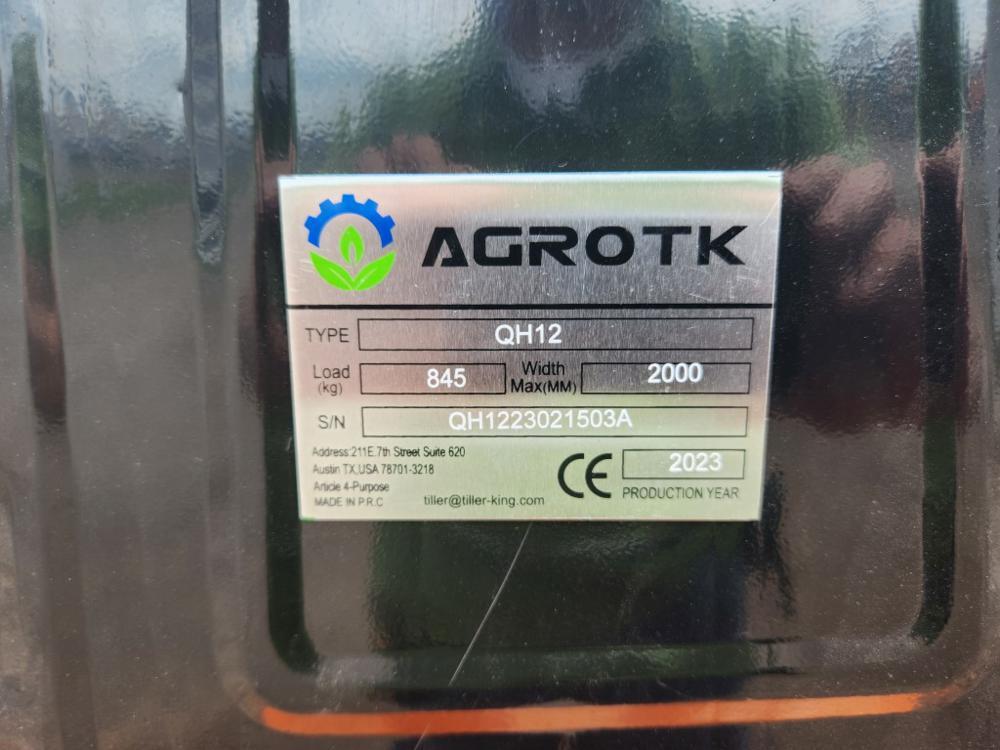 AGROTK
TYPE QH12
Load (kg) 845 Width Max(MM) 2000
S/N QH1223021503A
Address:211E.7th Street Suite 620
Austin TX,USA 78701-3218
Article 4-Purpose
MADE IN P.R.C
tiller@tiller-king.com
CE
2023
PRODUCTION YEAR